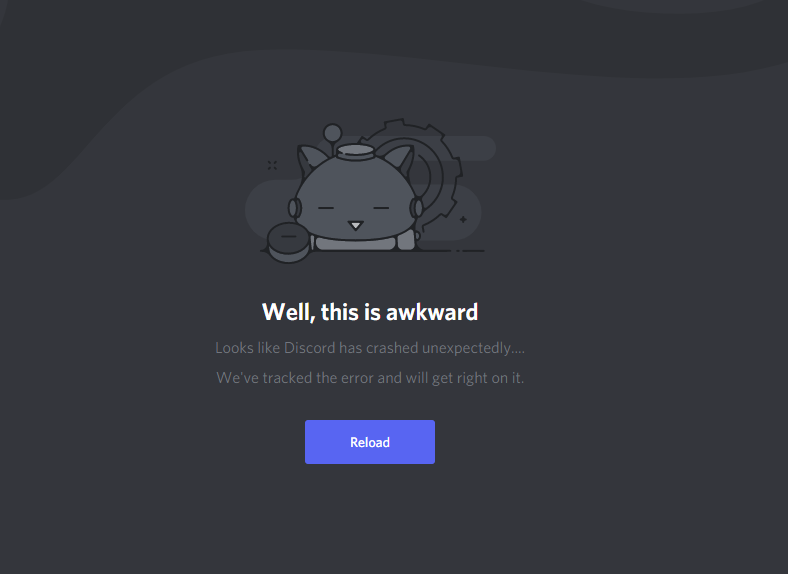 Well, this is awkward
Looks like Discord has crashed unexpectedly....
We've tracked the error and will get right on it.
Reload